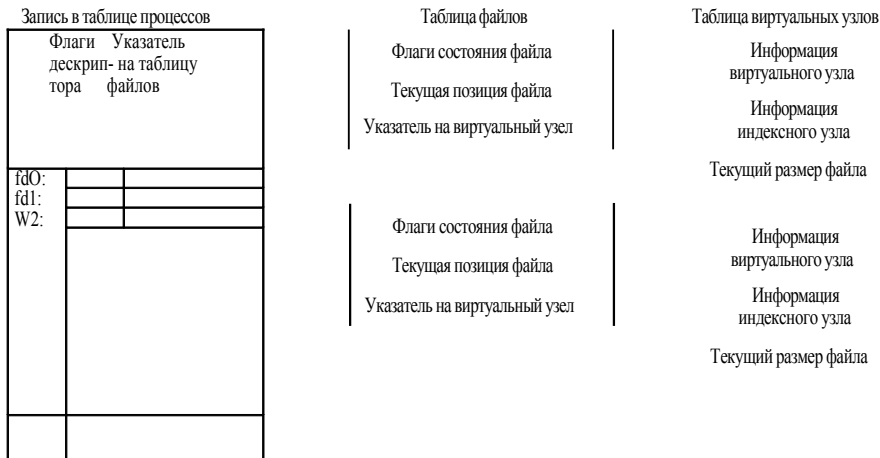 Запись в таблице процессов
Флаги Указатель
дескрип- на таблицу
тора файлов
fdO:
fd1:
W2:
Таблица файлов
Флаги состояния файла
Текущая позиция файла
Указатель на виртуальный узел
Флаги состояния файла
Текущая позиция файла
Указатель на виртуальный узел
Таблица виртуальных узлов
Информация
виртуального узла
Информация
индексного узла
Текущий размер файла
Информация
виртуального узла
Информация
индексного узла
Текущий размер файла